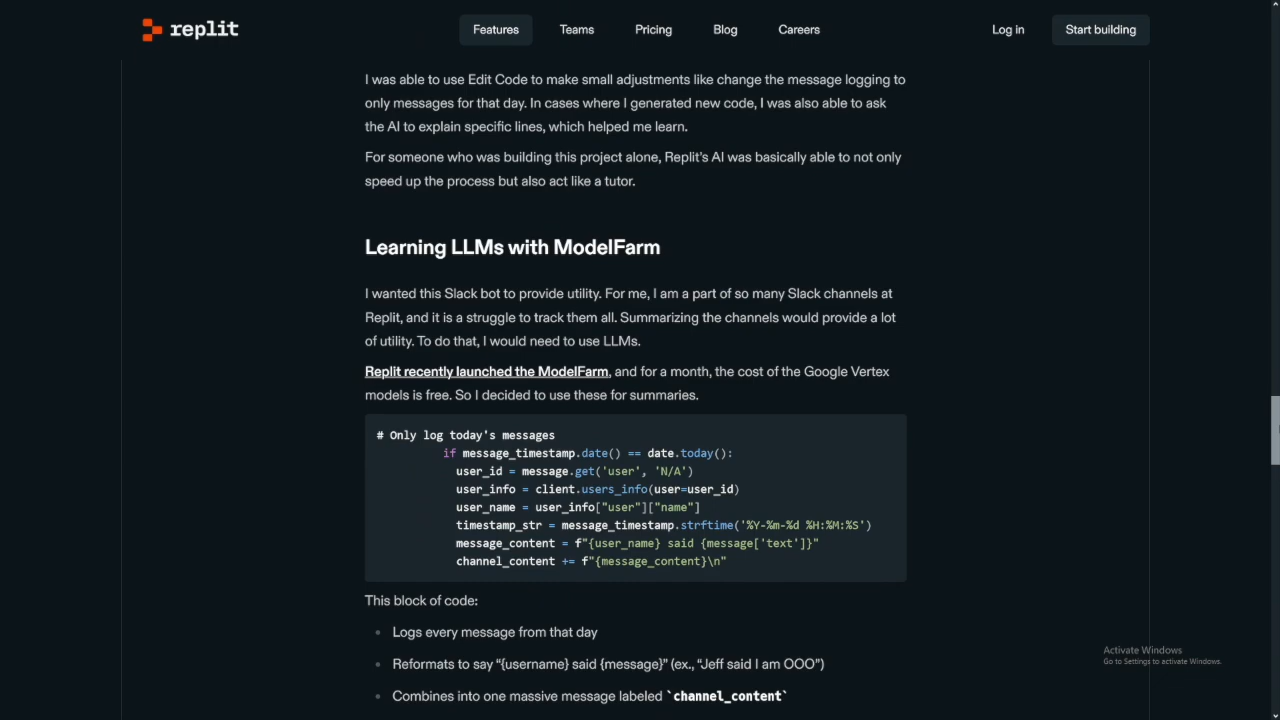 replit
Features
Teams
Pricing
Blog
Careers
Log in
Start building
I was able to use Edit Code to make small adjustments like change the message logging to
only messages for that day. In cases where I generated new code, I was also able to ask
the AI to explain specific lines, which helped me learn.
For someone who was building this project alone, Replit's AI was basically able to not only
speed up the process but also act like a tutor.
Learning LLMs with ModelFarm
I wanted this Slack bot to provide utility. For me, I am a part of so many Slack channels at
Replit, and it is a struggle to track them all. Summarizing the channels would provide a lot
of utility. To do that, I would need to use LLMs.
Replit recently launched the ModelFarm, and for a month, the cost of the Google Vertex
models is free. So I decided to use these for summaries.
# Only log today's messages
if message_timestamp.date() == date.today():
user_id = message.get('user', 'N/A')
user_info = client.users_info(user=user_id)
user_name = user_info["user"]["name"]
timestamp_str = message_timestamp.strftime('%Y-%m-%d %H:%M:%S')
message_content = f"{user_name} said {message['text']}"
channel_content += f"{message_content}\n"
This block of code:
• Logs every message from that day
• Reformats to say “{username} said {message}” (ex., “Jeff said I am OOO”)
• Combines into one massive message labeled `channel_content`
Activate Windows
Go to Settings to activate Windows.